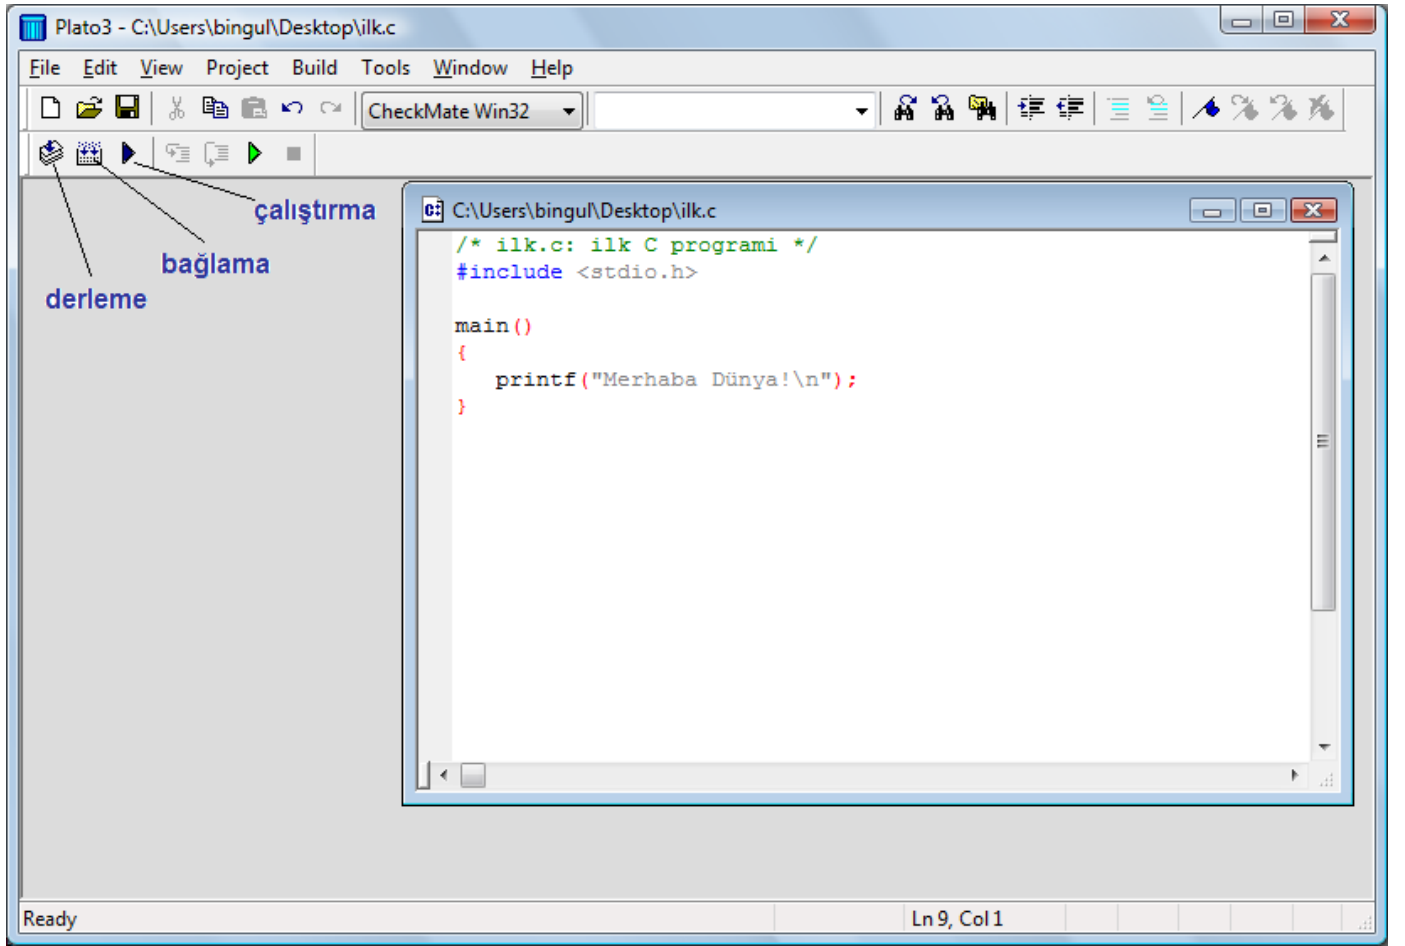 Plato3 - C:\Users\bingul\Desktop\ilk.c
File Edit View Project Build Tools Window Help
CheckMate Win32
çalıştırma
bağlama
derleme
C:\Users\bingul\Desktop\ilk.c
/* ilk.c: ilk C programi */
#include <stdio.h>
main()
{
printf("Merhaba Dünya!\n");
}
Ready
Ln 9, Col 1